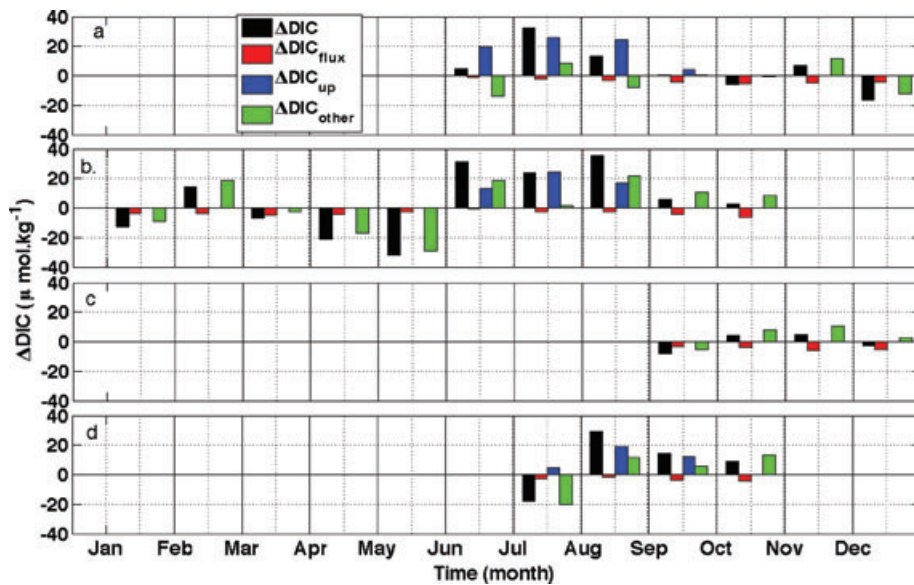 a
ΔDIC
ΔDIC_flux
ΔDIC_up
ΔDIC_other
40
20
0
-20
-40
b.
40
20
0
-20
-40
c
40
20
0
-20
-40
d
40
20
0
-20
-40
ΔDIC (μ mol.kg⁻¹)
Jan Feb Mar Apr May Jun Jul Aug Sep Oct Nov Dec
Time (month)